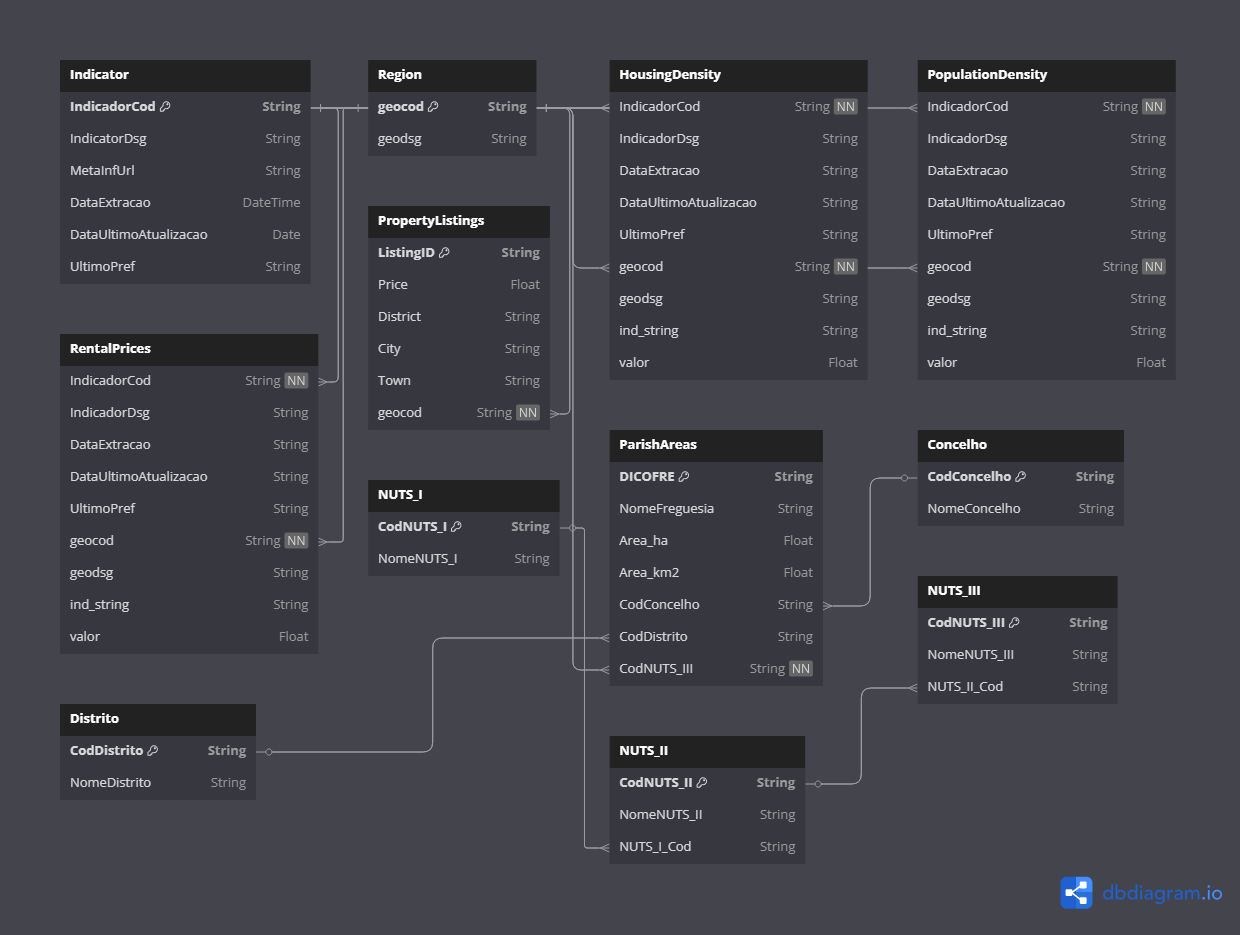 Indicator
IndicadorCod String
IndicatorDsg String
MetaInfUrl String
DataExtracao DateTime
DataUltimoAtualizacao Date
UltimoPref String
Region
geocod String
geodsg String
HousingDensity
IndicadorCod String NN
IndicadorDsg String
DataExtracao String
DataUltimoAtualizacao String
UltimoPref String
geocod String NN
geodsg String
ind_string String
valor Float
PopulationDensity
IndicadorCod String NN
IndicadorDsg String
DataExtracao String
DataUltimoAtualizacao String
UltimoPref String
geocod String NN
geodsg String
ind_string String
valor Float
PropertyListings
ListingID String
Price Float
District String
City String
Town String
geocod String NN
RentalPrices
IndicadorCod String NN
IndicadorDsg String
DataExtracao String
DataUltimoAtualizacao String
UltimoPref String
geocod String NN
geodsg String
ind_string String
valor Float
NUTS_I
CodNUTS_I String
NomeNUTS_I String
ParishAreas
DICOFRE String
NomeFreguesia String
Area_ha Float
Area_km2 Float
CodConcelho String
CodDistrito String
CodNUTS_III String NN
Concelho
CodConcelho String
NomeConcelho String
NUTS_III
CodNUTS_III String
NomeNUTS_III String
NUTS_II_Cod String
Distrito
CodDistrito String
NomeDistrito String
NUTS_II
CodNUTS_II String
NomeNUTS_II String
NUTS_I_Cod String
dbdiagram.io